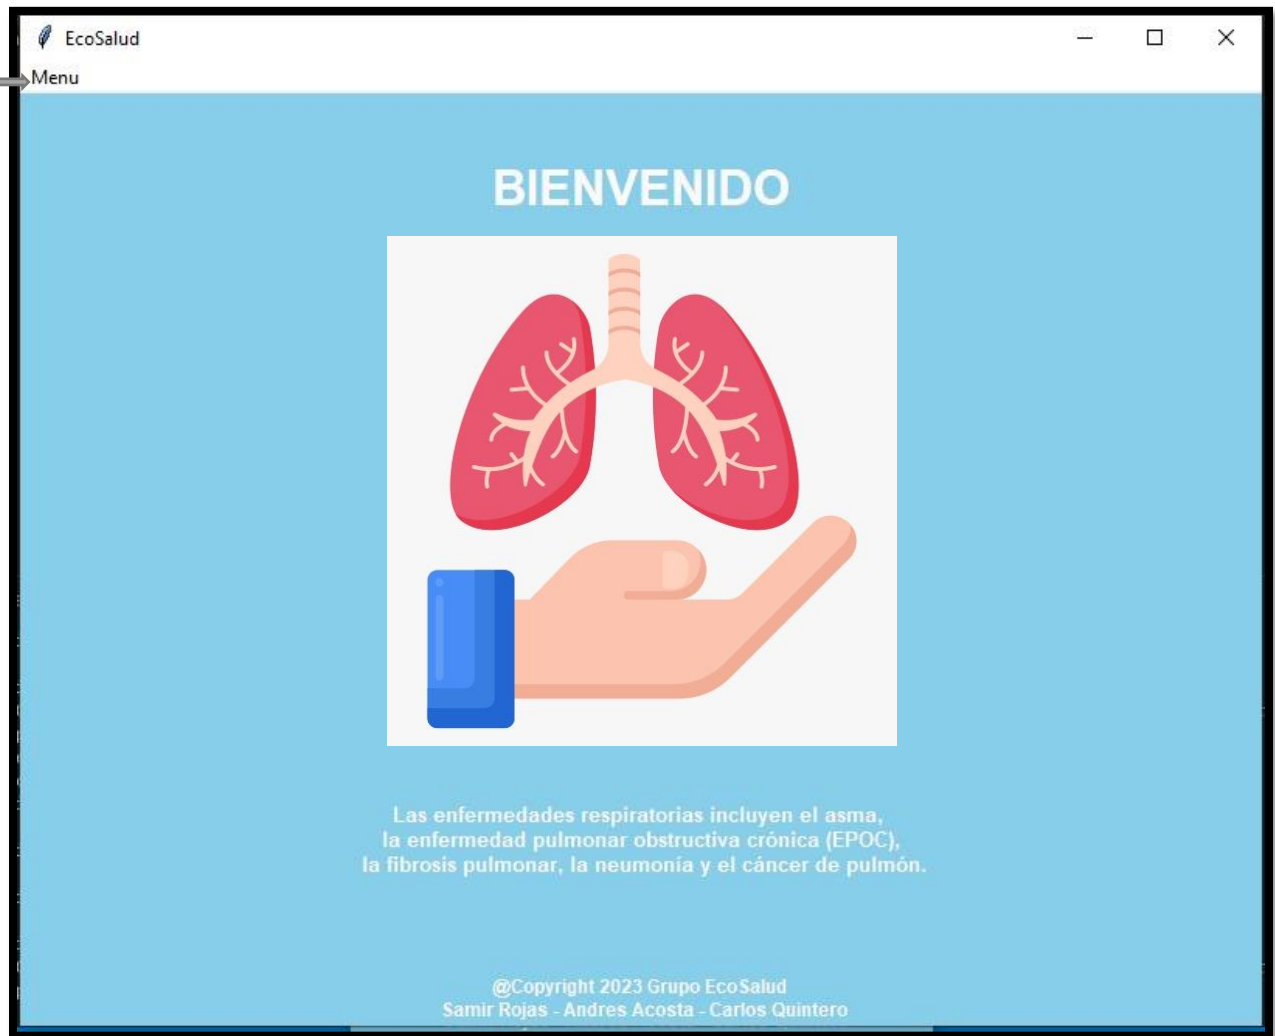 EcoSalud
Menu
BIENVENIDO
Las enfermedades respiratorias incluyen el asma,
la enfermedad pulmonar obstructiva crónica (EPOC),
la fibrosis pulmonar, la neumonía y el cáncer de pulmón.
@Copyright 2023 Grupo EcoSalud
Samir Rojas - Andres Acosta - Carlos Quintero